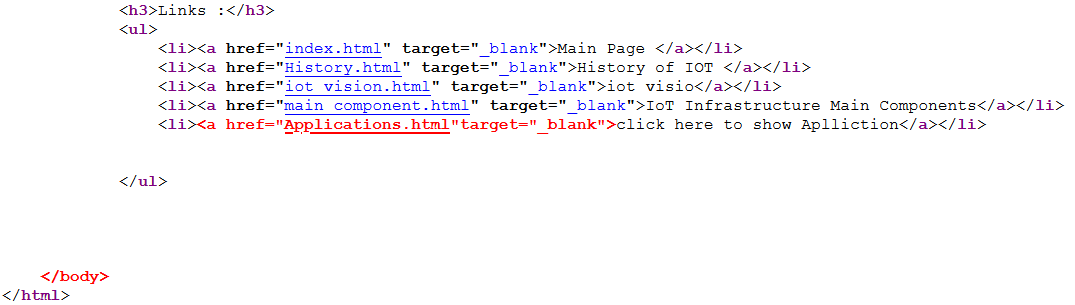 <h3>Links :</h3>
<ul>
<li><a href="index.html" target="_blank">Main Page </a></li>
<li><a href="History.html" target="_blank">History of IOT </a></li>
<li><a href="iot vision.html" target="_blank">iot visio</a></li>
<li><a href="main component.html" target="_blank">IoT Infrastructure Main Components</a></li>
<li><a href="Applications.html"target="_blank">click here to show Aplliction</a></li>
</ul>
</body>
</html>